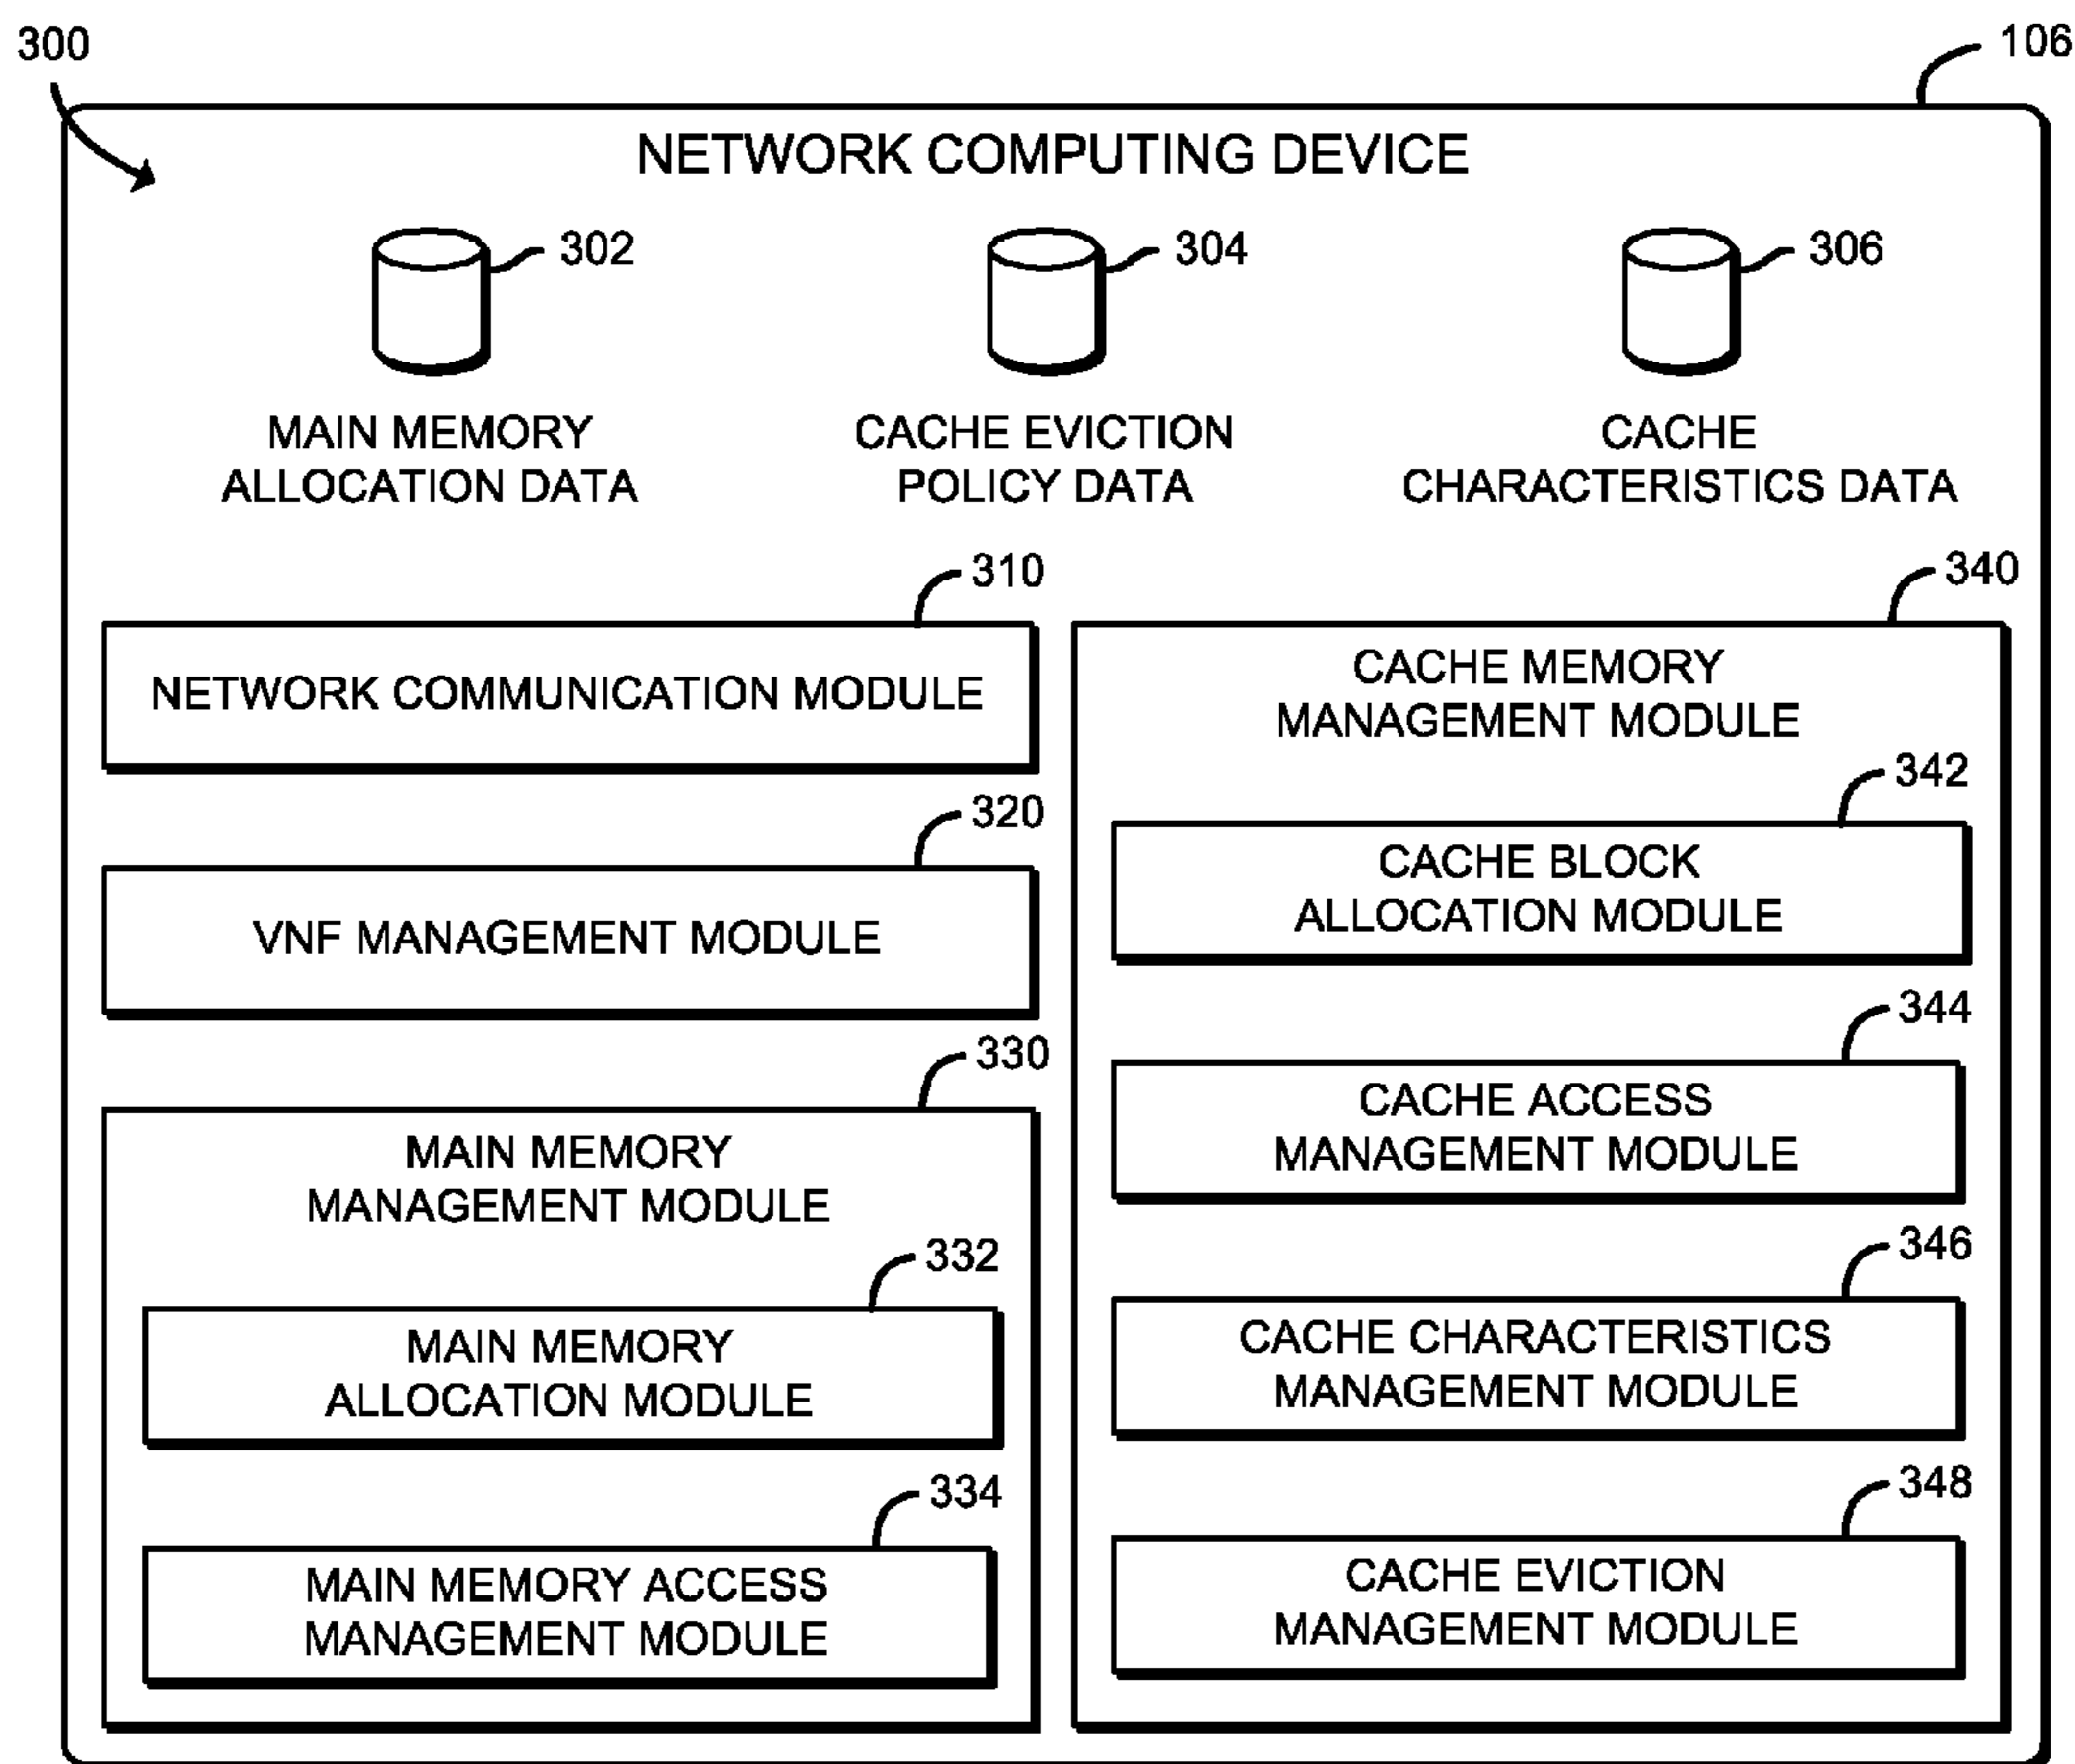 300
106
NETWORK COMPUTING DEVICE
302
304
306
MAIN MEMORY
ALLOCATION DATA
CACHE EVICTION
POLICY DATA
CACHE
CHARACTERISTICS DATA
310
NETWORK COMMUNICATION MODULE
320
VNF MANAGEMENT MODULE
330
MAIN MEMORY
MANAGEMENT MODULE
332
MAIN MEMORY
ALLOCATION MODULE
334
MAIN MEMORY ACCESS
MANAGEMENT MODULE
340
CACHE MEMORY
MANAGEMENT MODULE
342
CACHE BLOCK
ALLOCATION MODULE
344
CACHE ACCESS
MANAGEMENT MODULE
346
CACHE CHARACTERISTICS
MANAGEMENT MODULE
348
CACHE EVICTION
MANAGEMENT MODULE